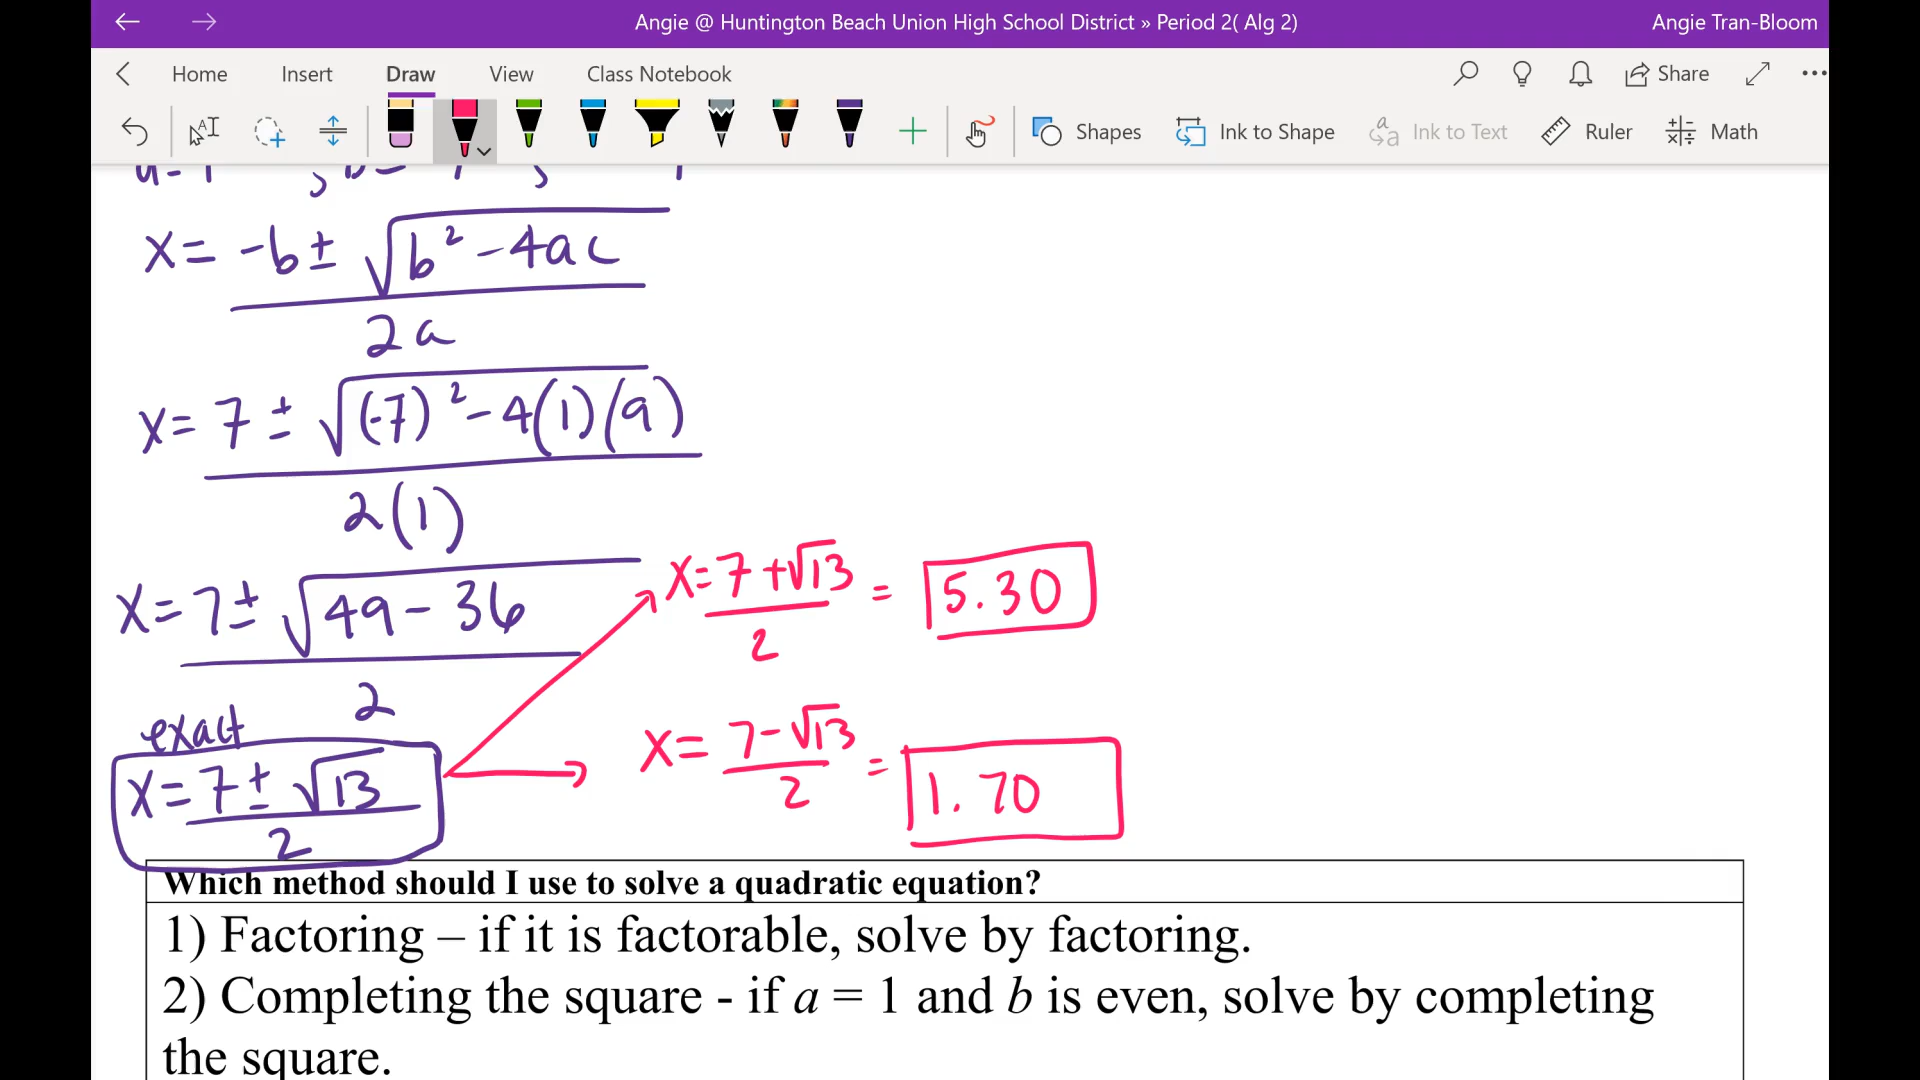 Angie @ Huntington Beach Union High School District » Period 2( Alg 2)
Angie Tran-Bloom
Home Insert Draw View Class Notebook Share
Shapes Ink to Shape Ink to Text Ruler Math
x = -b ± √(b² - 4ac)
2a
x = 7 ± √((-7)² - 4(1)(9))
2(1)
x = 7 ± √(49 - 36)
2
exact
x = 7 ± √13
2
x = 7 + √13 = 5.30
2
x = 7 - √13 = 1.70
2
Which method should I use to solve a quadratic equation?
1) Factoring – if it is factorable, solve by factoring.
2) Completing the square - if a = 1 and b is even, solve by completing
the square.